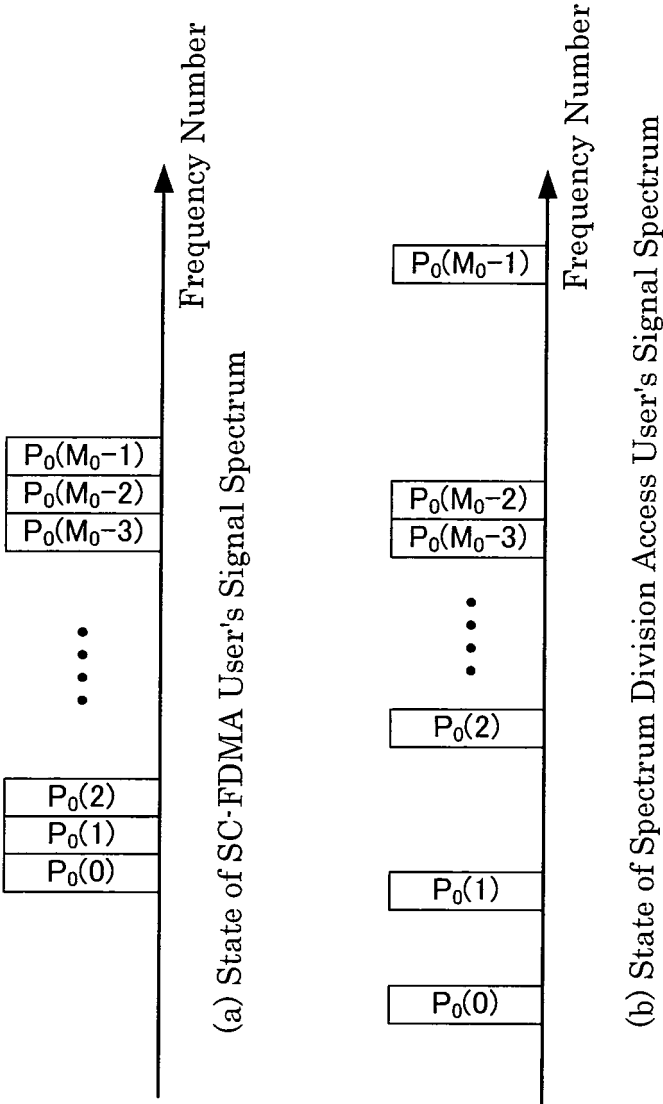 P₀(0)
P₀(1)
P₀(2)
••••
P₀(M₀-3)
P₀(M₀-2)
P₀(M₀-1)
Frequency Number
(a) State of SC-FDMA User's Signal Spectrum
P₀(0)
P₀(1)
P₀(2)
••••
P₀(M₀-3)
P₀(M₀-2)
P₀(M₀-1)
Frequency Number
(b) State of Spectrum Division Access User's Signal Spectrum